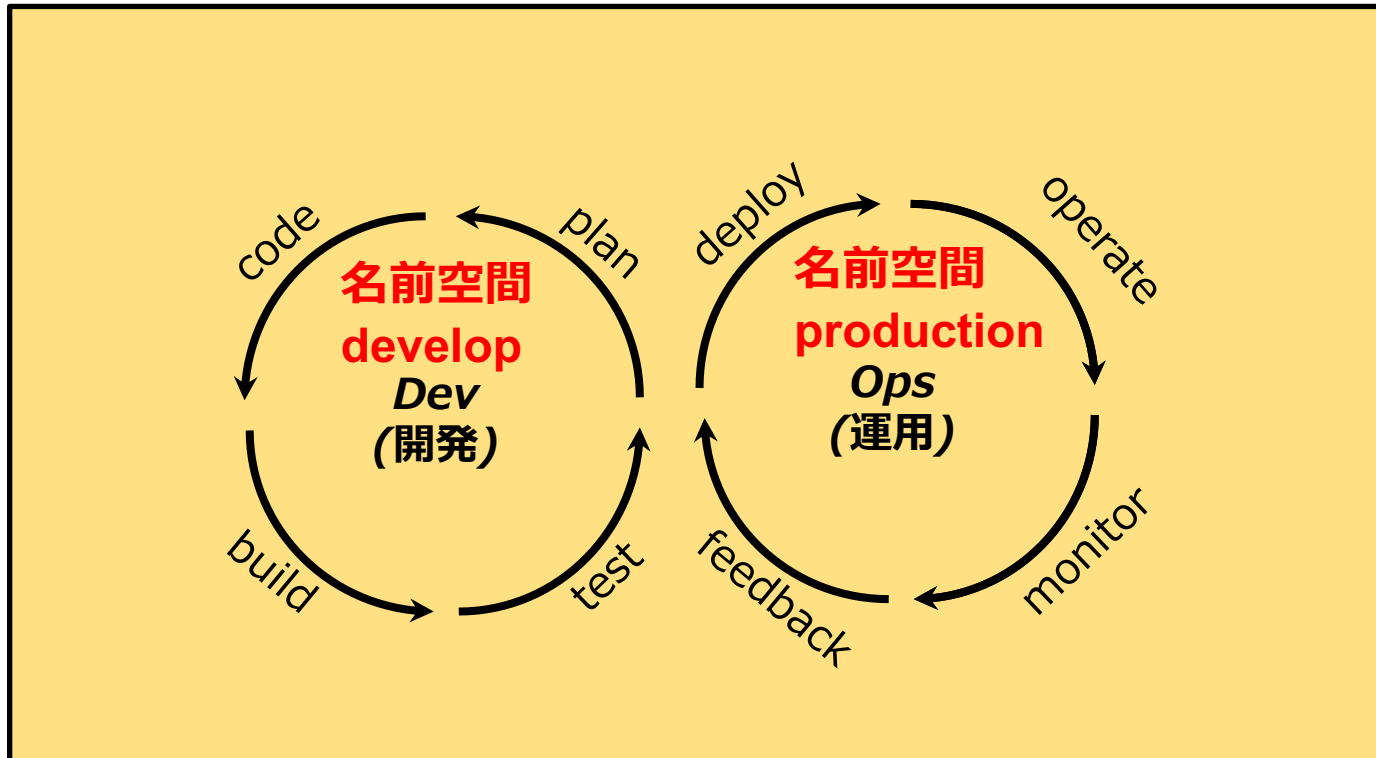 code
plan
名前空間
develop
Dev
(開発)
build
test
deploy
operate
名前空間
production
Ops
(運用)
feedback
monitor